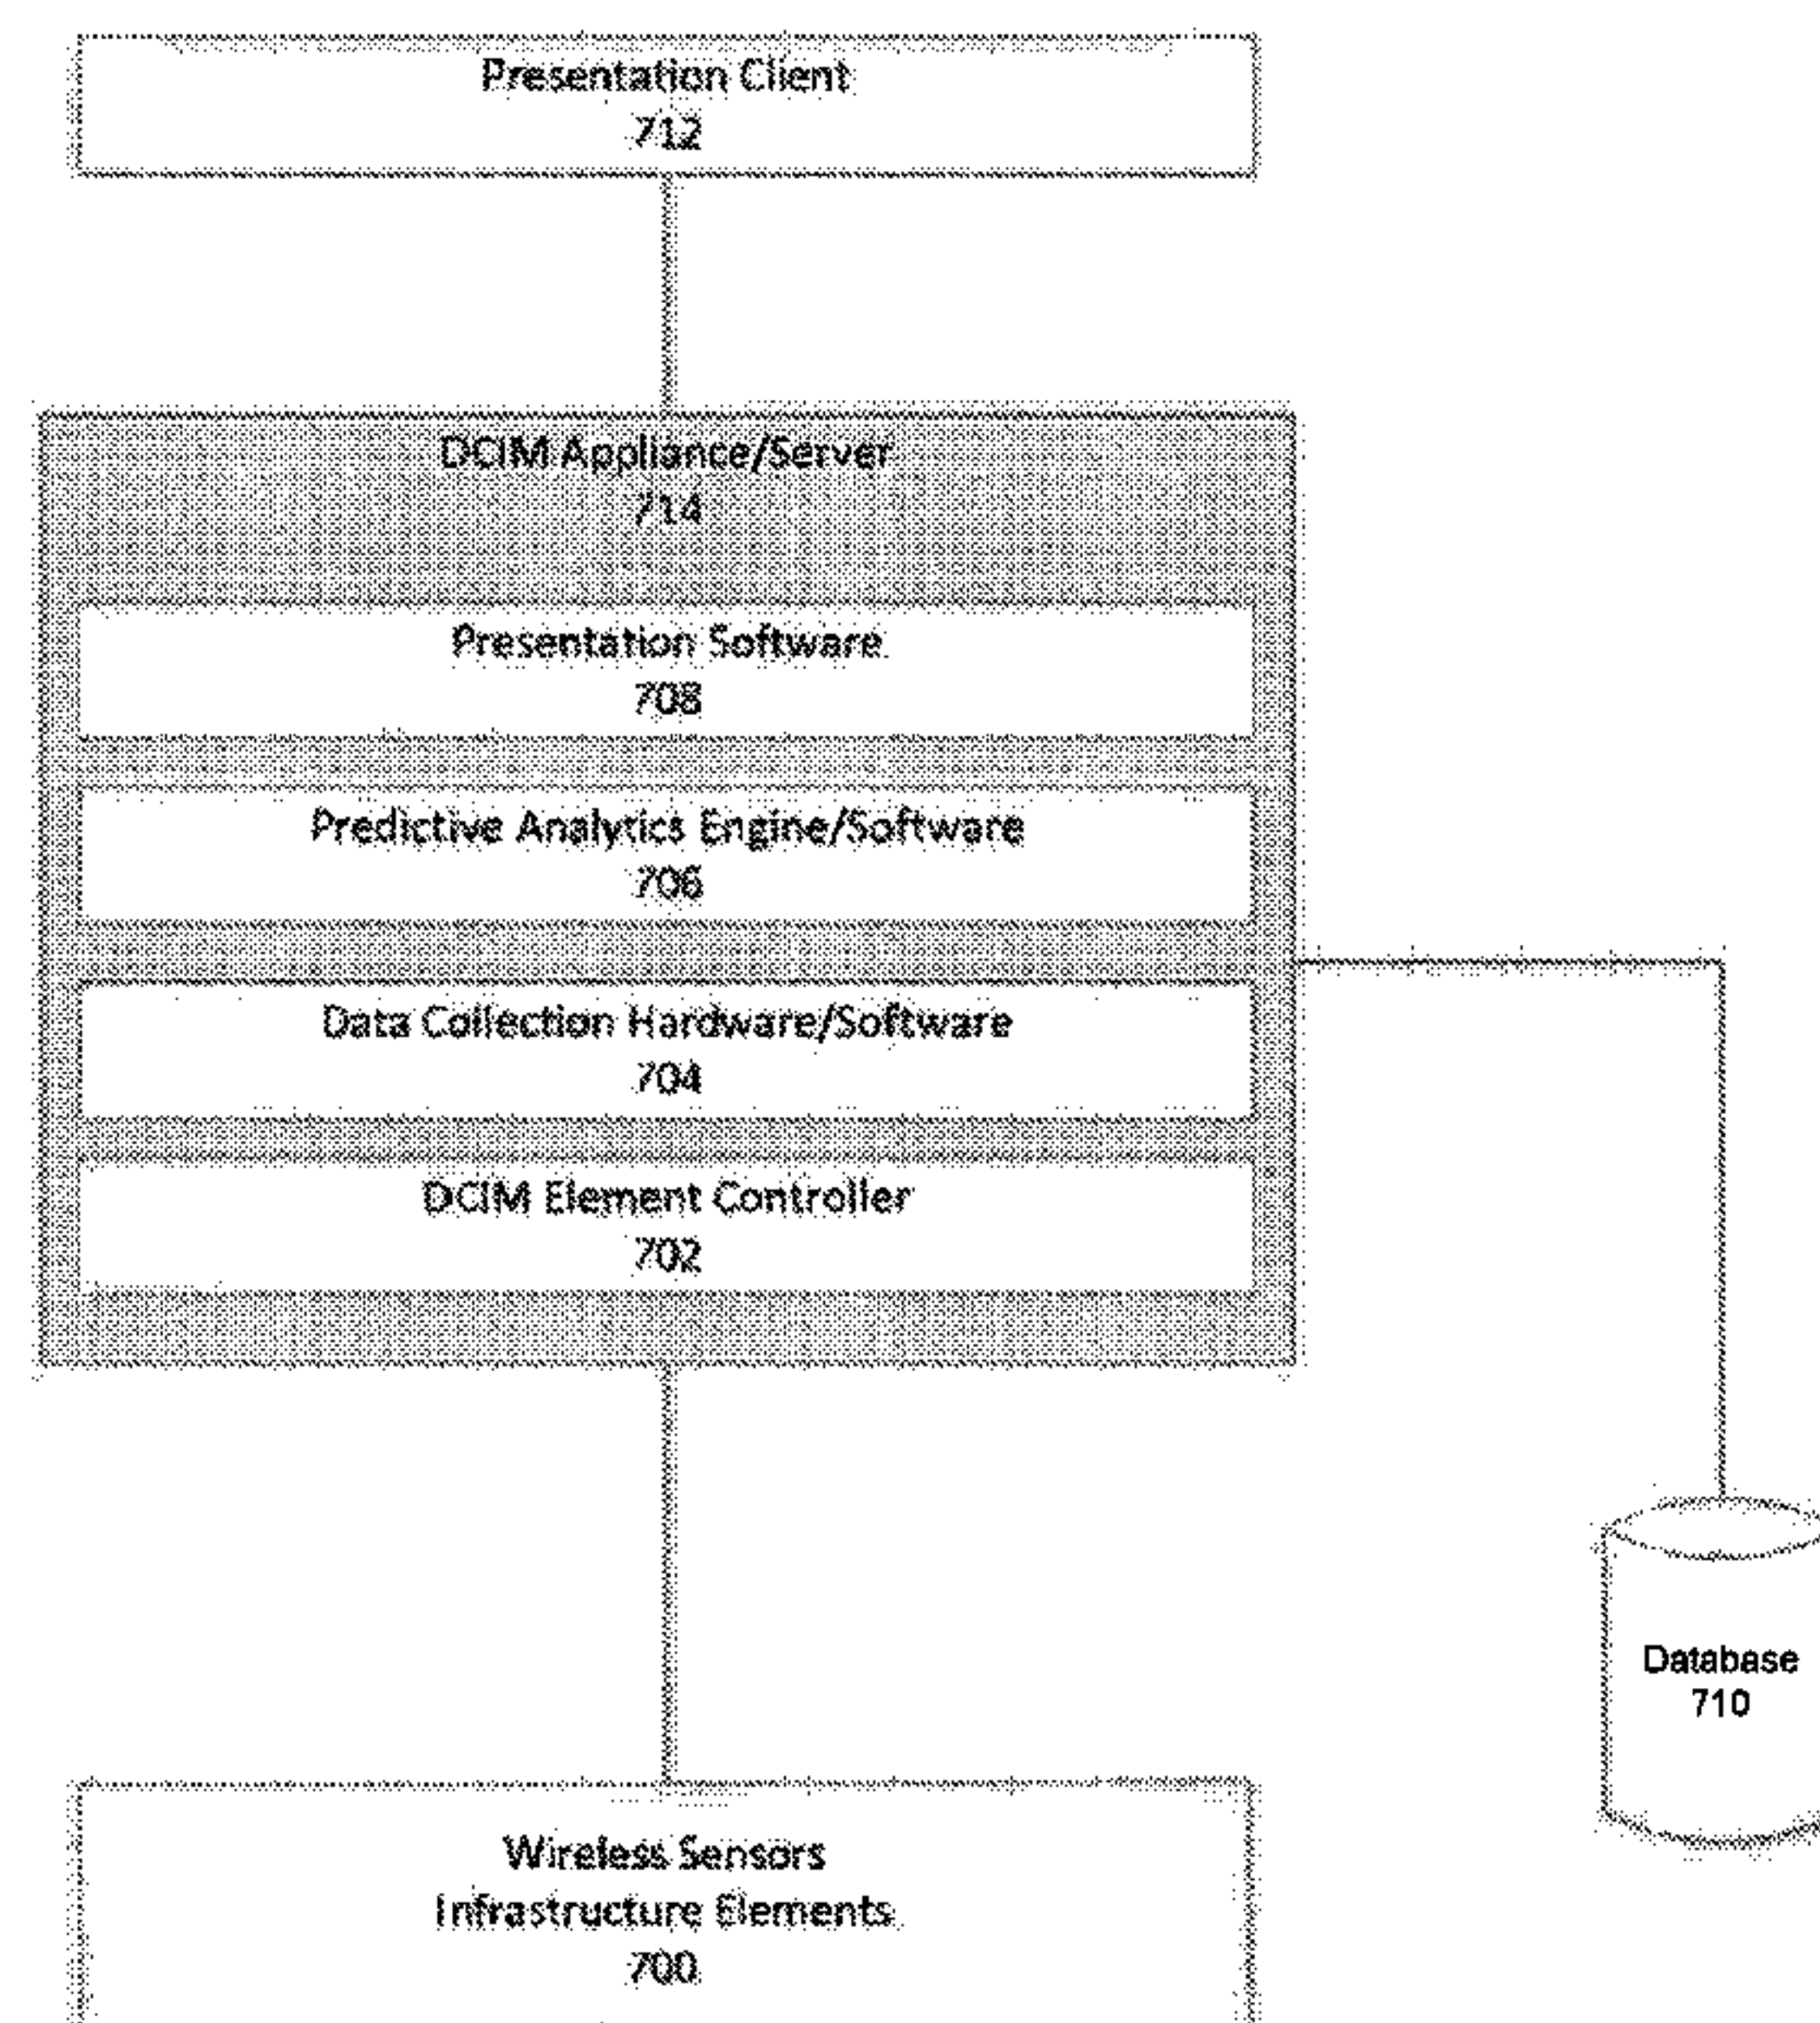 Presentation Client
712
DCIM Appliance/Server
714
Presentation Software
708
Predictive Analytics Engine/Software
706
Data Collection Hardware/Software
704
DCIM Element Controller
702
Database
710
Wireless Sensors
Infrastructure Elements
700